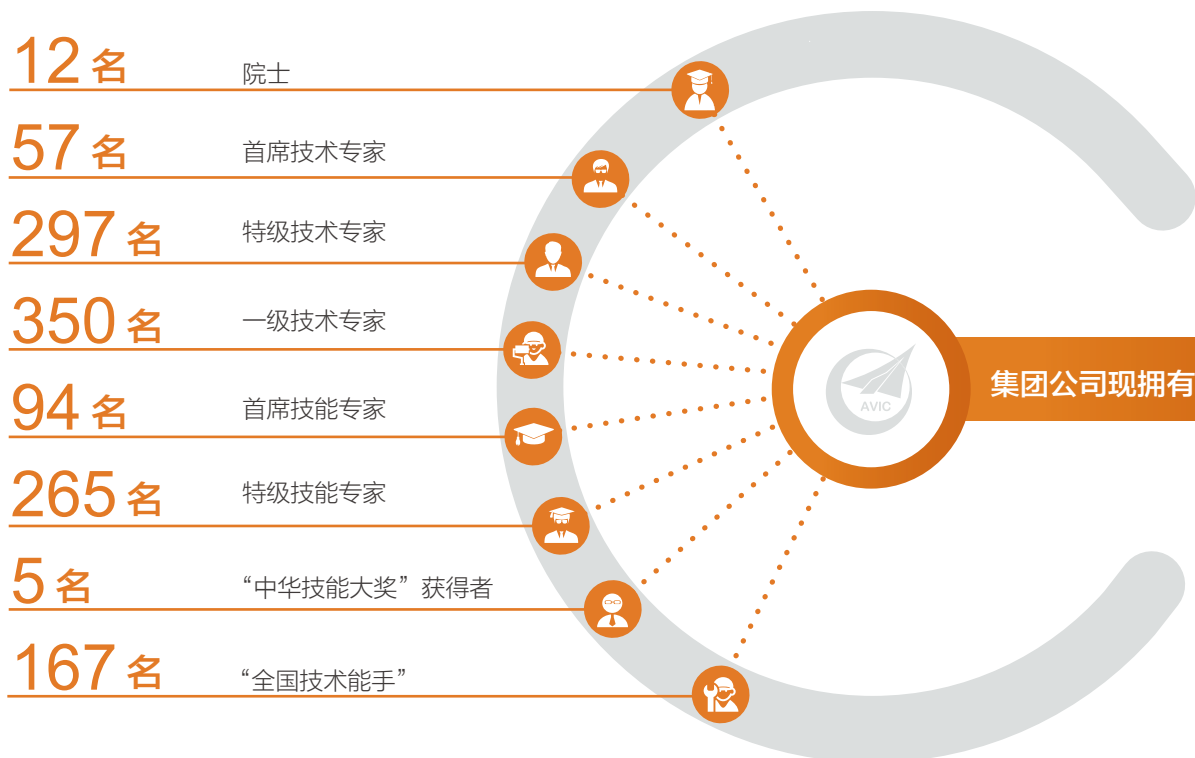 12 名 院士
57 名 首席技术专家
297 名 特级技术专家
350 名 一级技术专家
94 名 首席技能专家
265 名 特级技能专家
5 名 “中华技能大奨”获得者
167 名 “全国技术能手”
AVIC
集团公司现拥有